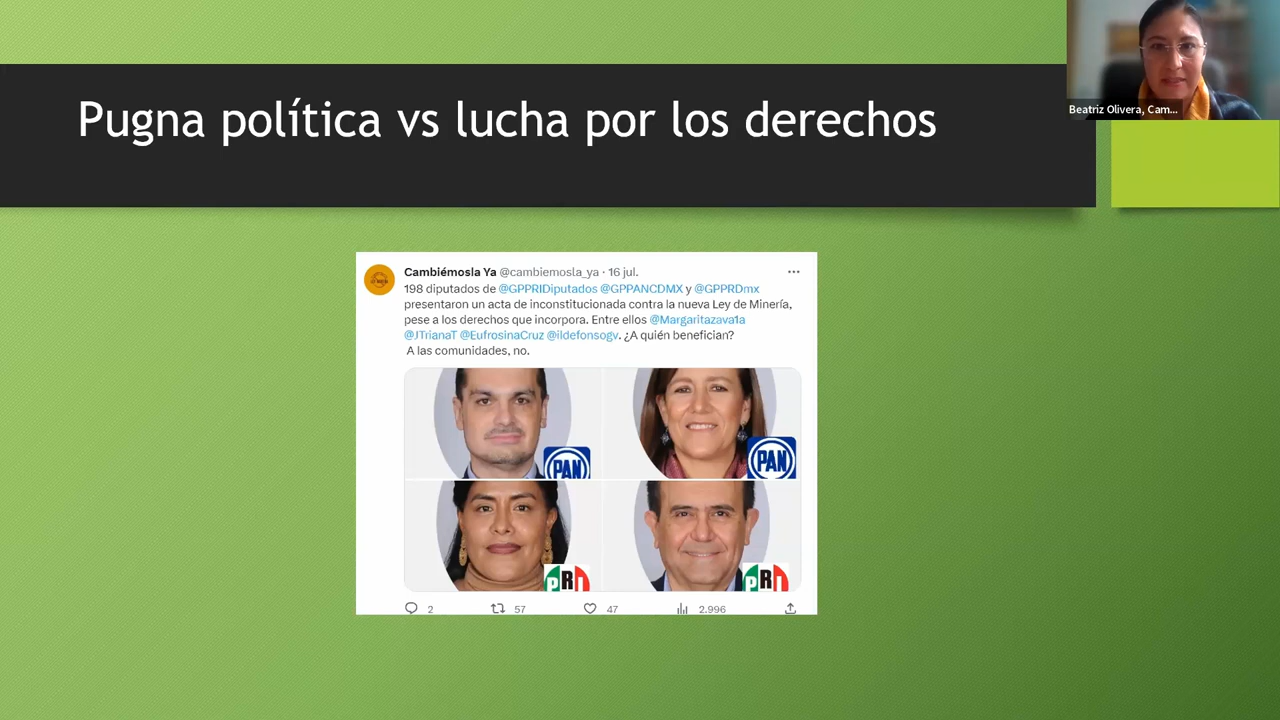 Pugna política vs lucha por los derechos
Beatriz Olivera, Cam...
Cambiémosla Ya @cambiemosla_ya · 16 jul.
198 diputados de @GPPRIDiputados @GPPANCDMX y @GPPRDmx
presentaron un acta de inconstitucionada contra la nueva Ley de Minería,
pese a los derechos que incorpora. Entre ellos @Margaritazava1a
@JTrianaT @EufrosinaCruz @ildefonsogv. ¿A quién benefician?
A las comunidades, no.
PAN
PAN
PRI
PRI
2 57 47 2.996